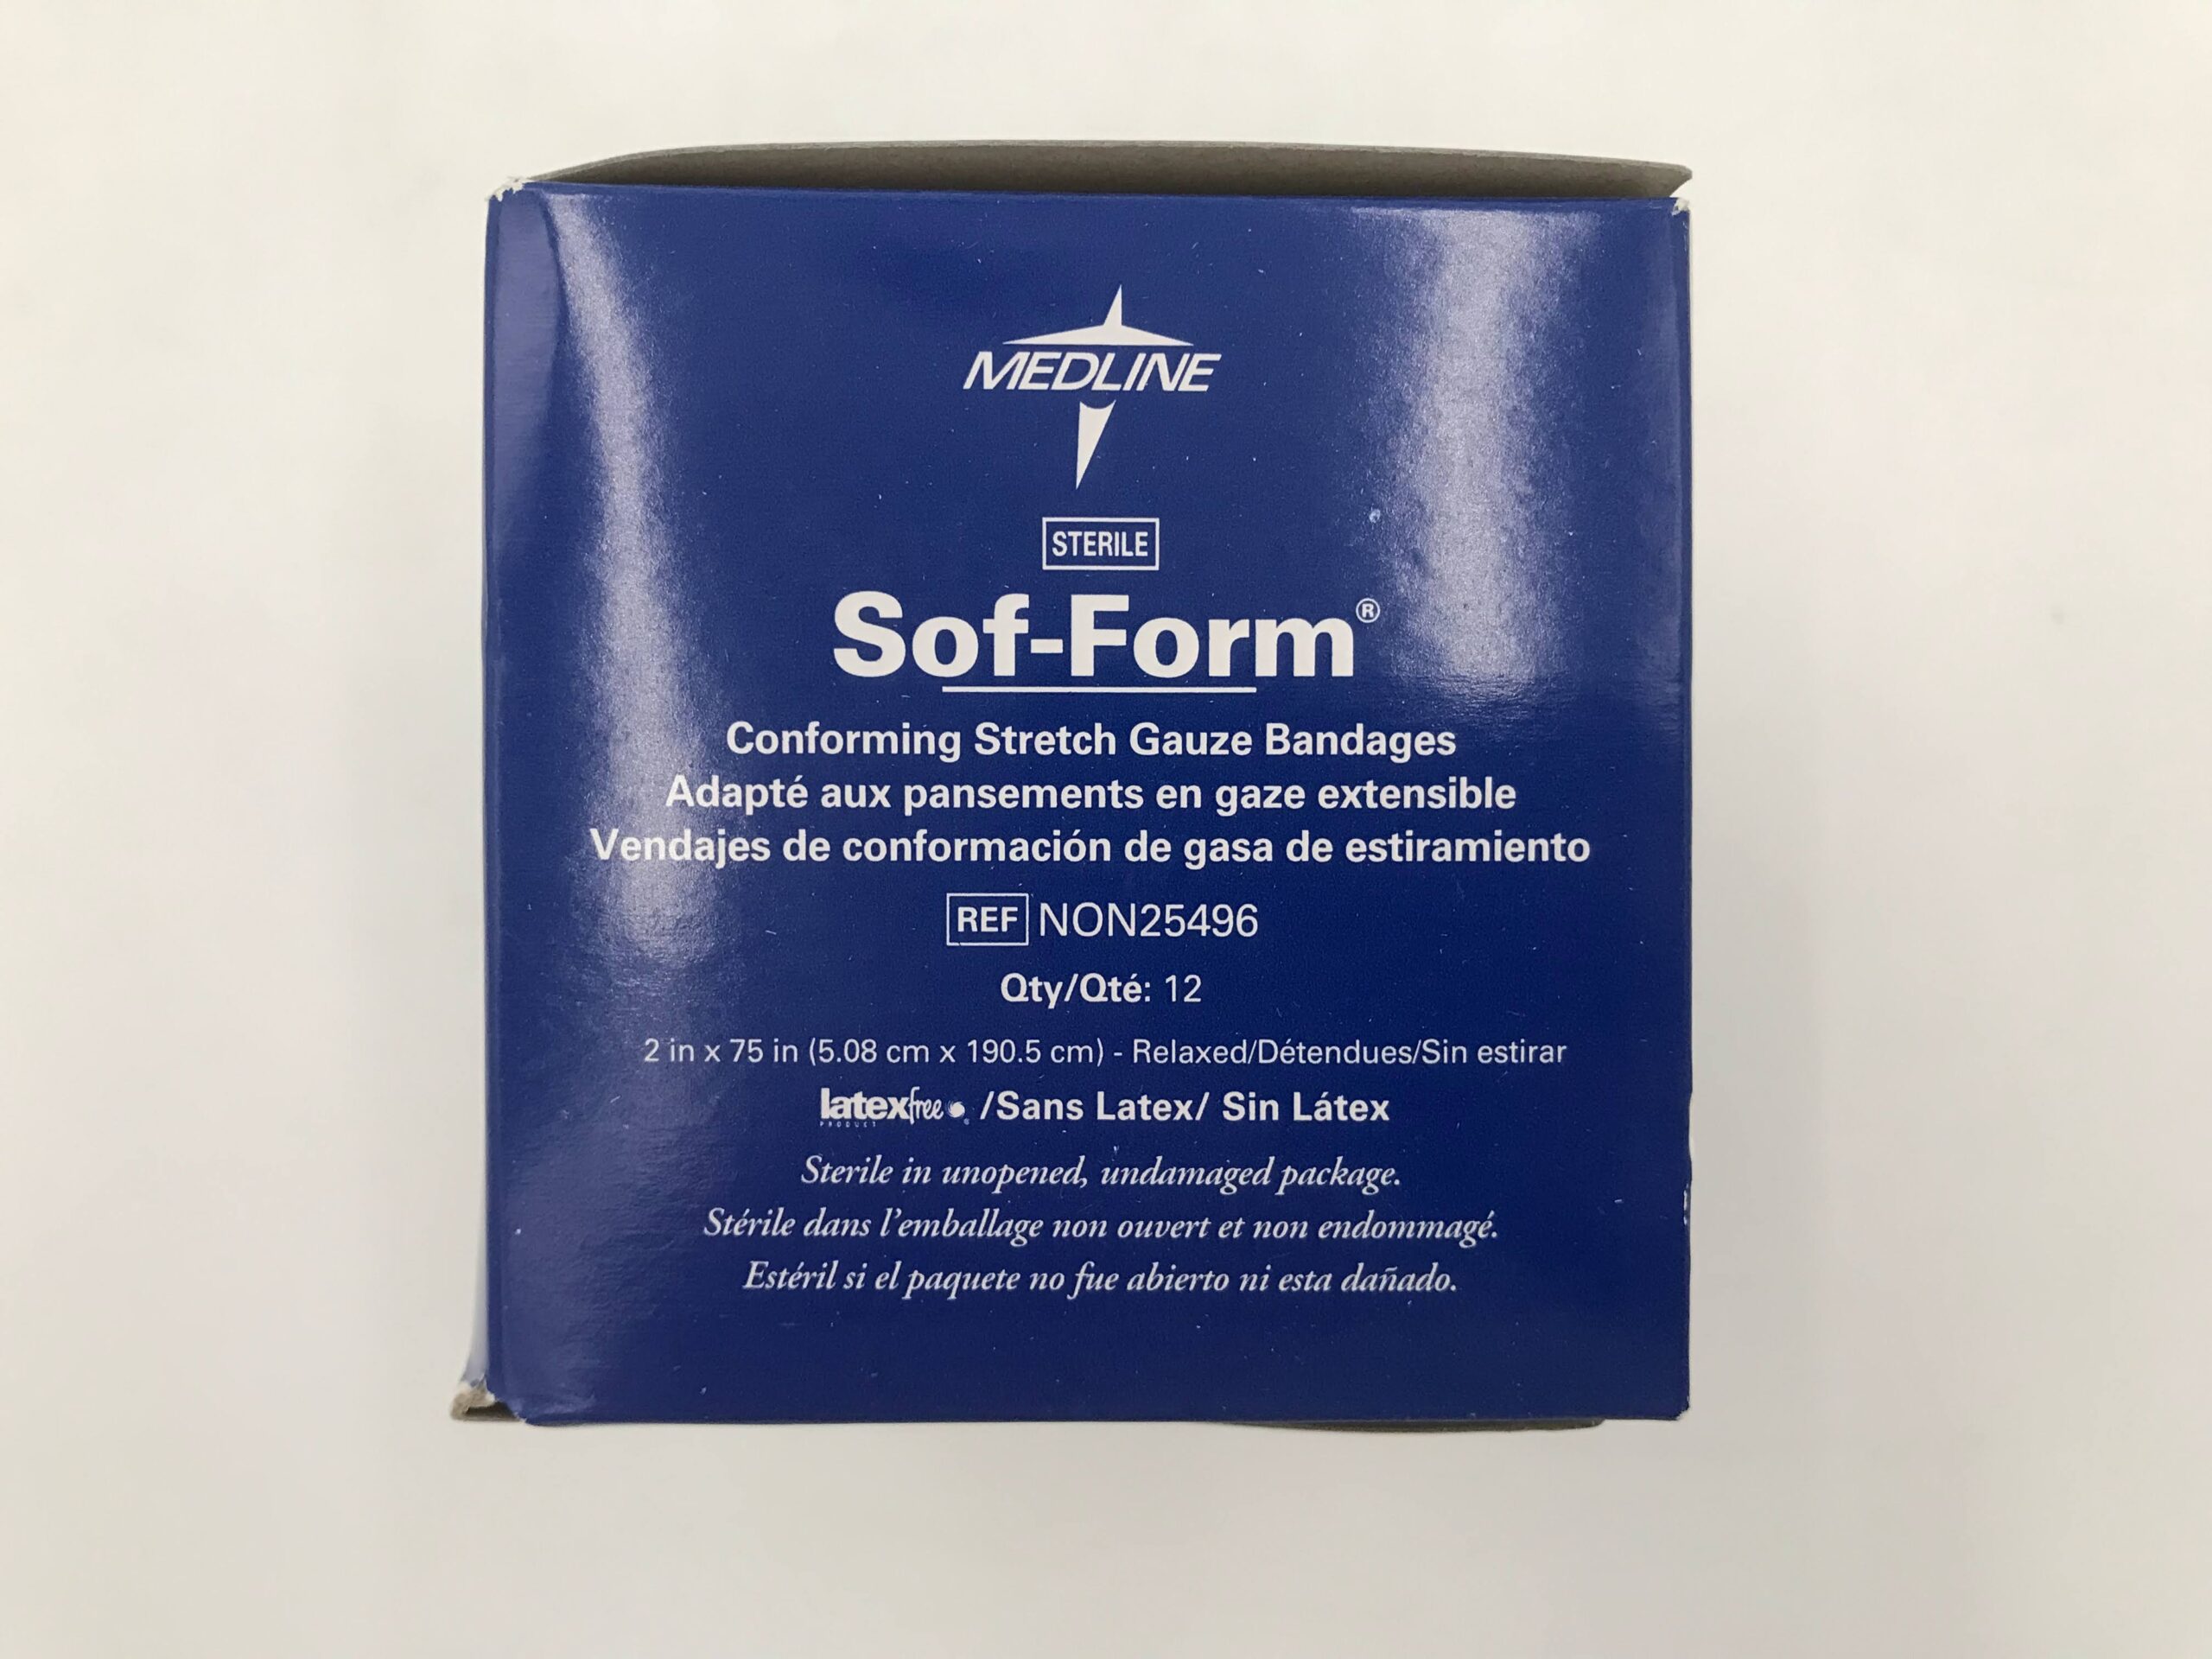 MEDLINE
STERILE
Sof-Form®
Conforming Stretch Gauze Bandages
Adapté aux pansements en gaze extensible
Vendajes de conformación de gasa de estiramiento
REF NON25496
Qty/Qté: 12
2 in x 75 in (5.08 cm x 190.5 cm) - Relaxed/Détendues/Sin estirar
latexfree /Sans Latex/ Sin Látex
PRODUCT
Sterile in unopened, undamaged package.
Stérile dans l'emballage non ouvert et non endommagé.
Estéril si el paquete no fue abierto ni esta dañado.